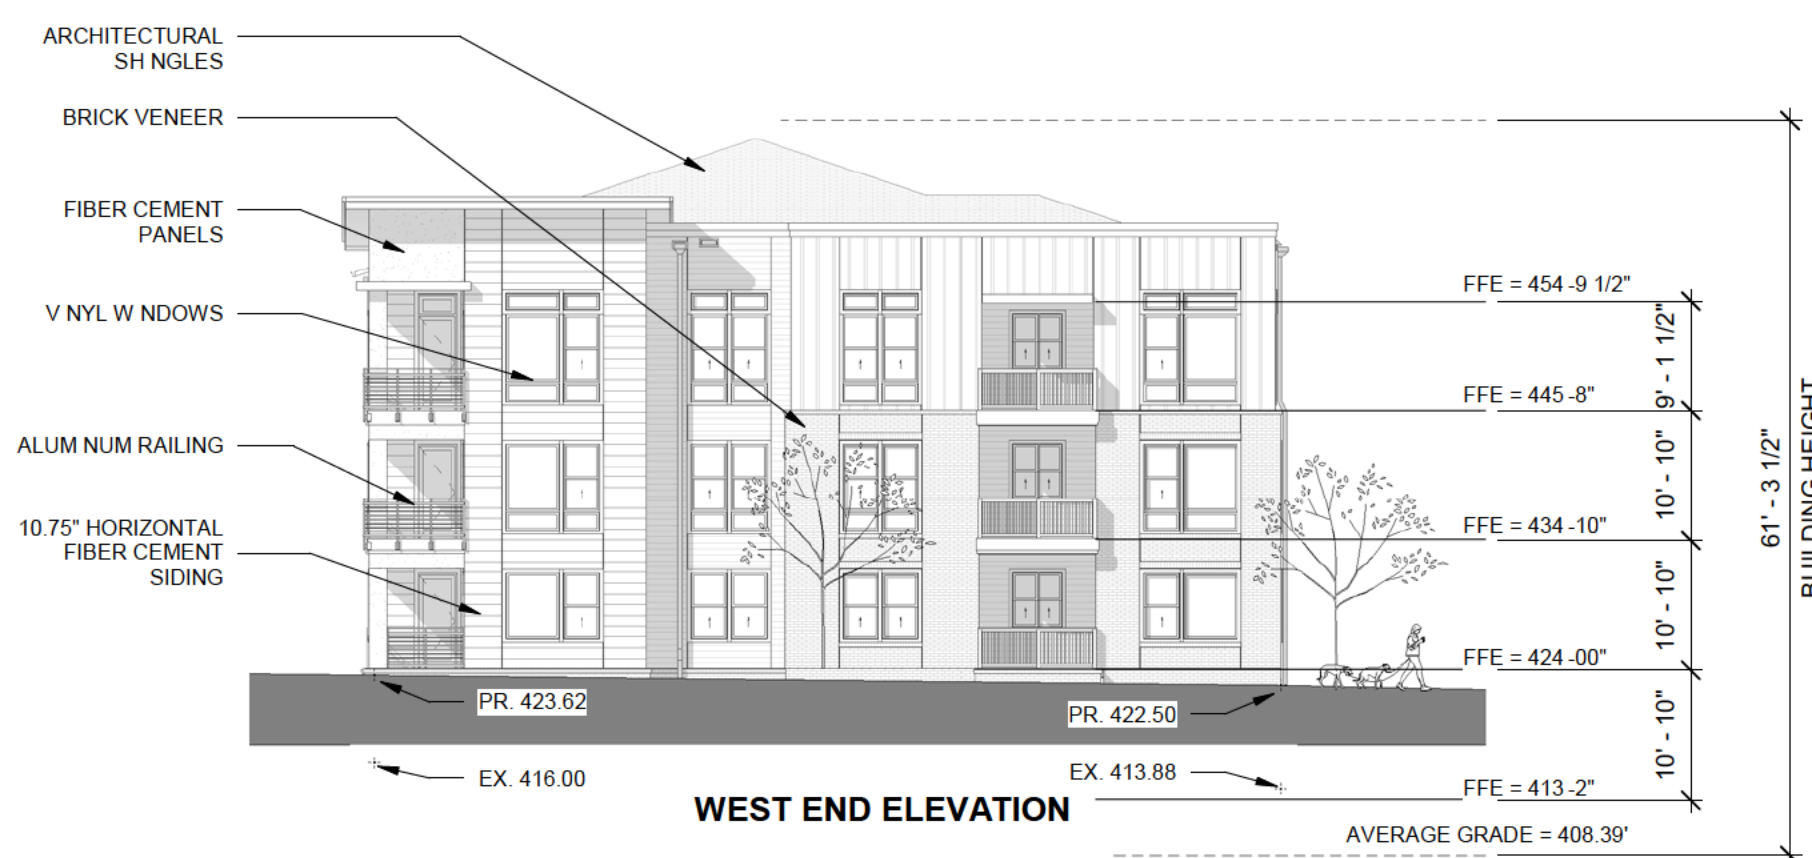 ARCHITECTURAL
SH NGLES
BRICK VENEER
FIBER CEMENT
PANELS
V NYL W NDOWS
ALUM NUM RAILING
10.75" HORIZONTAL
FIBER CEMENT
SIDING
FFE = 454 -9 1/2"
9' - 1 1/2"
FFE = 445 -8"
10' - 10"
FFE = 434 -10"
10' - 10"
FFE = 424 -00"
10' - 10"
FFE = 413 -2"
61' - 3 1/2"
BUILDING HEIGHT
PR. 423.62
PR. 422.50
EX. 416.00
EX. 413.88
WEST END ELEVATION
AVERAGE GRADE = 408.39'